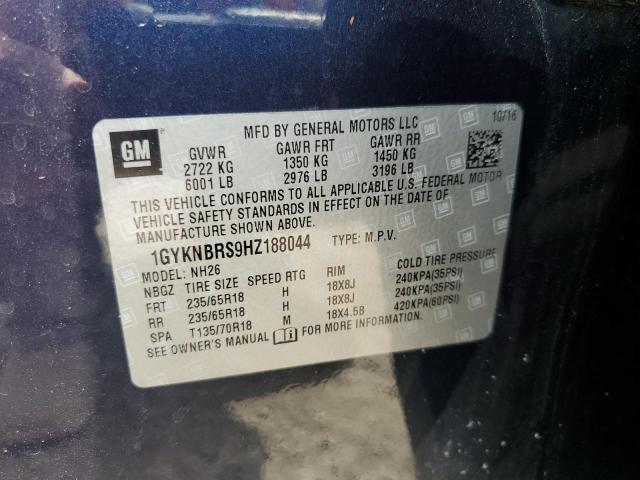 MFD BY GENERAL MOTORS LLC 10/16
GM
GVWR GAWR FRT GAWR RR
2722 KG 1350 KG 1450 KG
6001 LB 2976 LB 3196 LB
THIS VEHICLE CONFORMS TO ALL APPLICABLE U.S. FEDERAL MOTOR
VEHICLE SAFETY STANDARDS IN EFFECT ON THE DATE OF
MANUFACTURE SHOWN ABOVE.
1GYKNBRS9HZ188044 TYPE: M.P.V.
MODEL: NH26
NBGZ TIRE SIZE SPEED RTG RIM COLD TIRE PRESSURE
FRT 235/65R18 H 18X8J 240KPA(35PSI)
RR 235/65R18 H 18X8J 240KPA(35PSI)
SPA T135/70R18 M 18X4.5B 420KPA(60PSI)
SEE OWNER'S MANUAL FOR MORE INFORMATION.